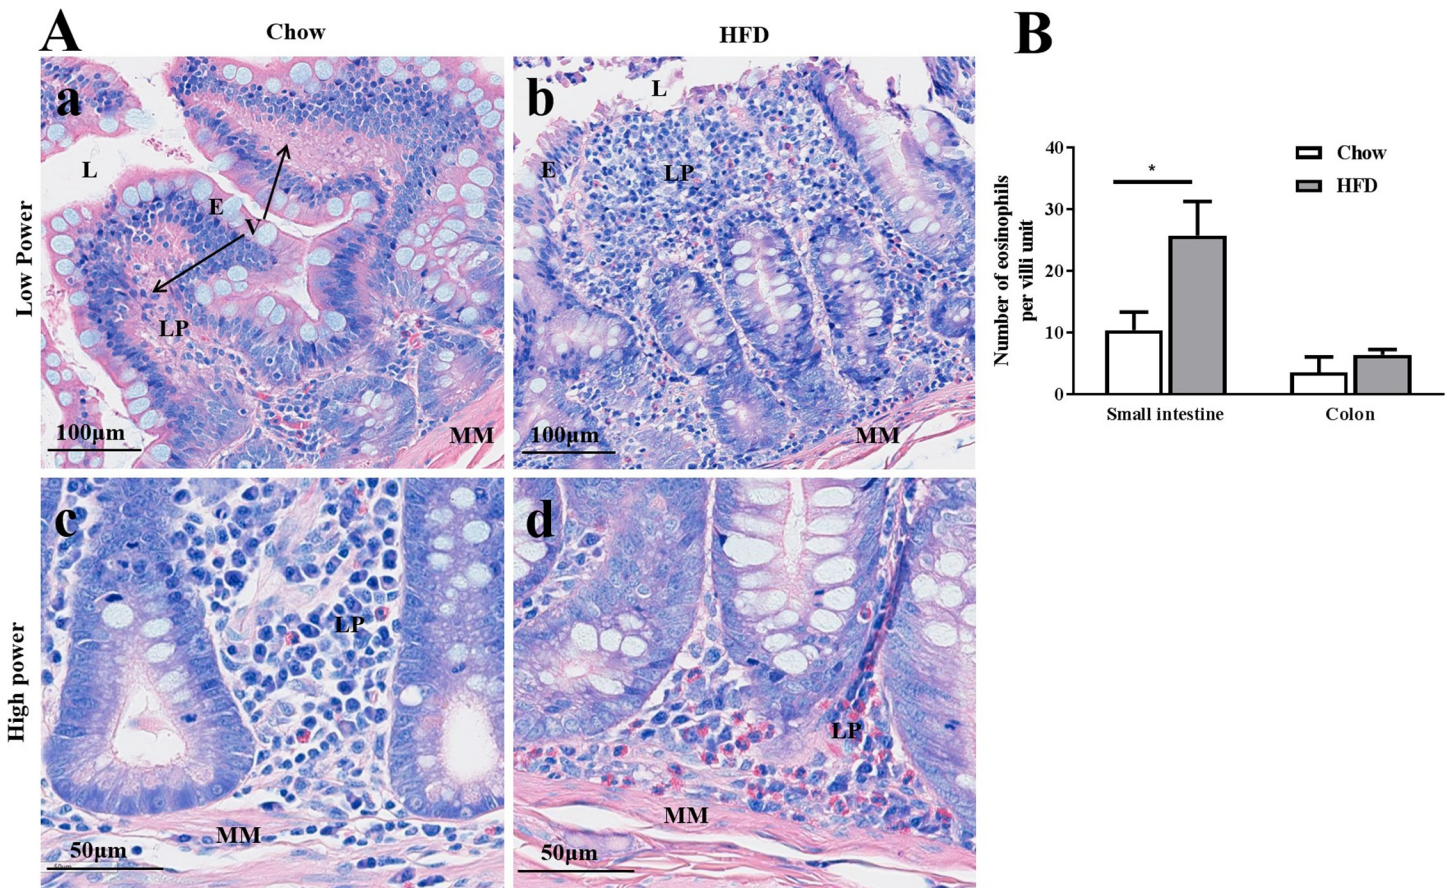 A
Chow
HFD
B
Low Power
a
L
E
V
LP
100μm
MM
b
L
E
LP
100μm
MM
High power
c
LP
MM
50μm
d
LP
MM
50μm
Number of eosinophils
per villi unit
40
30
20
10
0
*
Chow
HFD
Small intestine
Colon